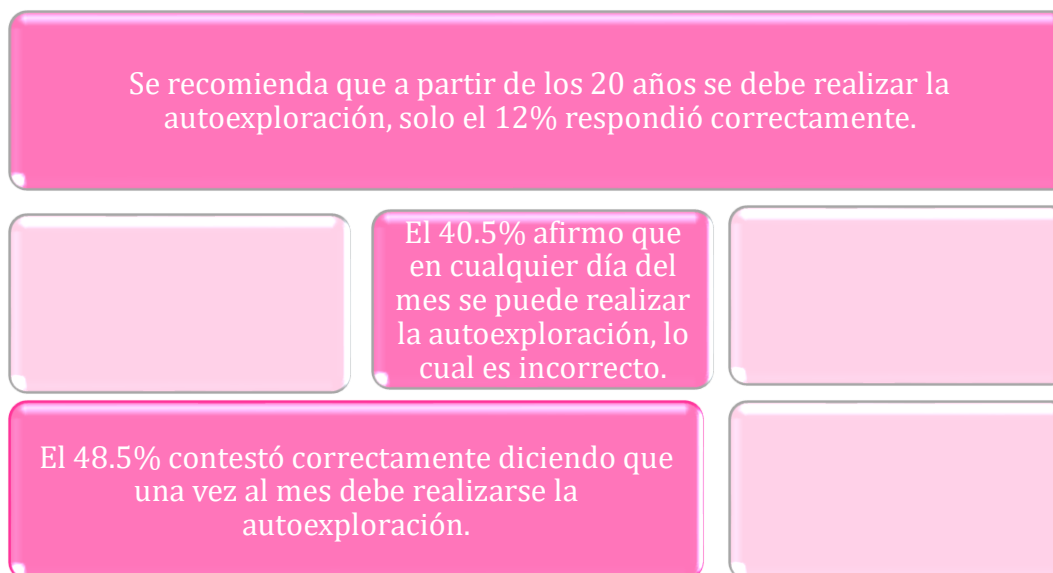 Se recomienda que a partir de los 20 años se debe realizar la
autoexploración, solo el 12% respondió correctamente.
El 40.5% afirmo que
en cualquier día del
mes se puede realizar
la autoexploración, lo
cual es incorrecto.
El 48.5% contestó correctamente diciendo que
una vez al mes debe realizarse la
autoexploración.